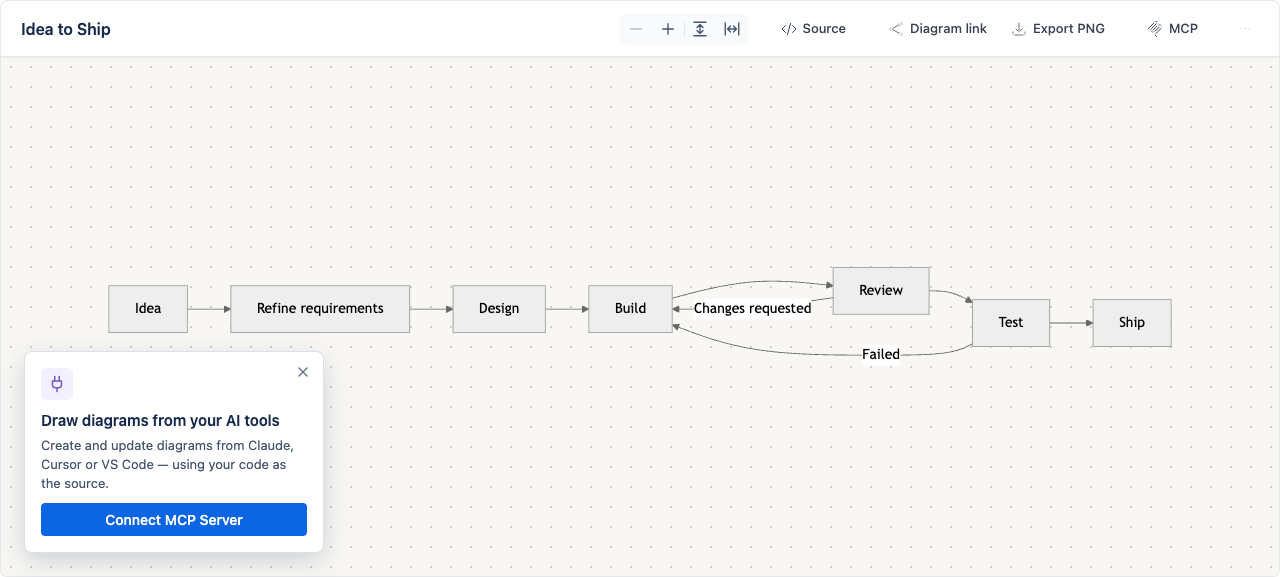 Idea to Ship
Source
Diagram link
Export PNG
MCP
Idea
Refine requirements
Design
Build
Changes requested
Review
Failed
Test
Ship
Draw diagrams from your AI tools
Create and update diagrams from Claude,
Cursor or VS Code — using your code as
the source.
Connect MCP Server